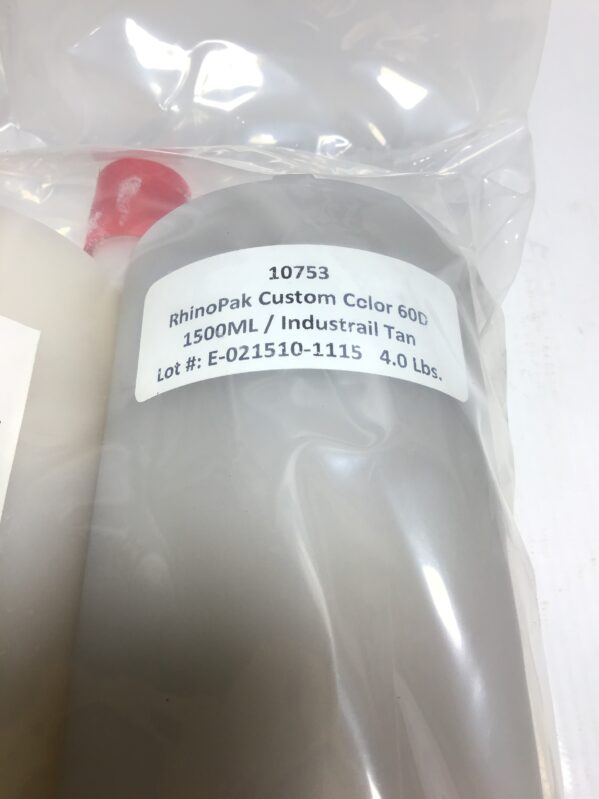 10753
RhinoPak Custom Color 60D
1500ML / Industrail Tan
Lot #: E-021510-1115 4.0 Lbs.